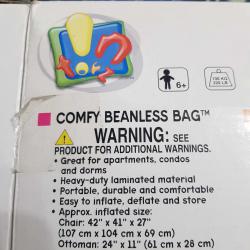 6+
COMFY BEANLESS BAG™
WARNING: SEE
PRODUCT FOR ADDITIONAL WARNINGS.
• Great for apartments, condos
and dorms
• Heavy-duty laminated material
• Portable, durable and comfortable
• Easy to inflate, deflate and store
• Approx. inflated size:
Chair: 42" x 41" x 27"
(107 cm x 104 cm x 69 cm)
Ottoman: 24" x 11" (61 cm x 28 cm)